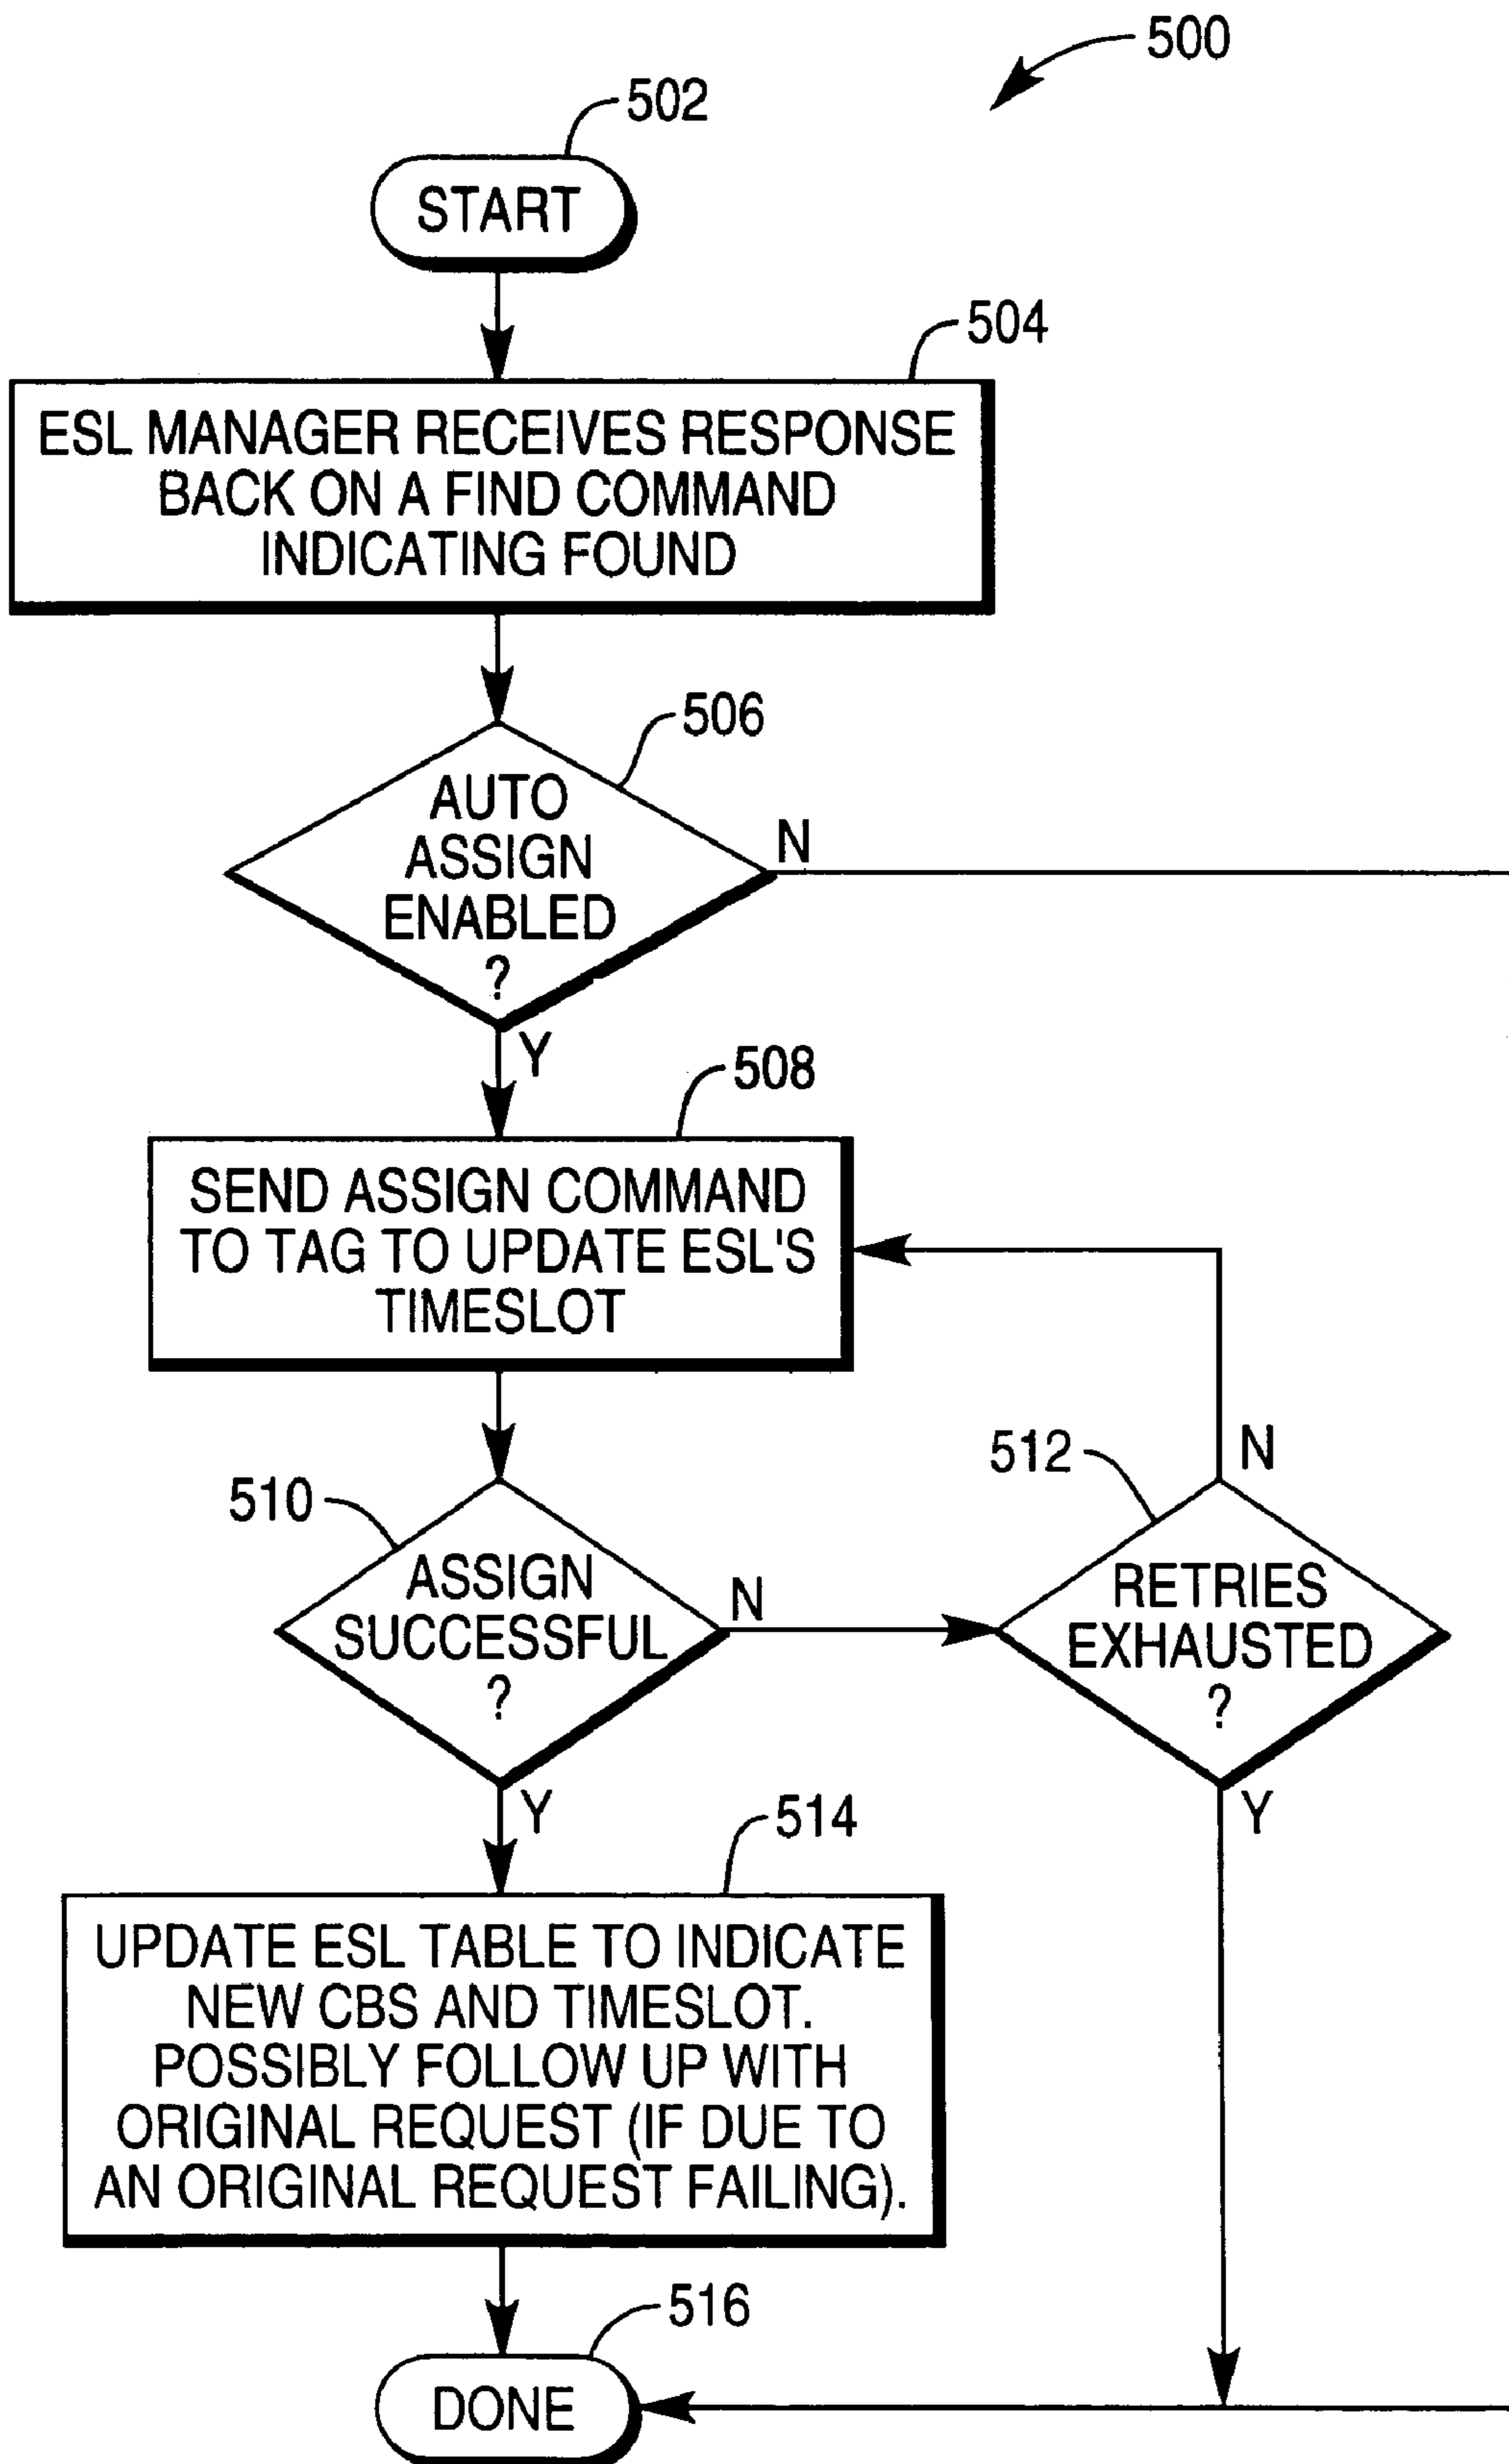 500
502
START
504
ESL MANAGER RECEIVES RESPONSE
BACK ON A FIND COMMAND
INDICATING FOUND
506
AUTO
ASSIGN
ENABLED
?
N
Y
508
SEND ASSIGN COMMAND
TO TAG TO UPDATE ESL'S
TIMESLOT
510
ASSIGN
SUCCESSFUL
?
N
512
N
RETRIES
EXHAUSTED
?
Y
Y
514
UPDATE ESL TABLE TO INDICATE
NEW CBS AND TIMESLOT.
POSSIBLY FOLLOW UP WITH
ORIGINAL REQUEST (IF DUE TO
AN ORIGINAL REQUEST FAILING).
516
DONE